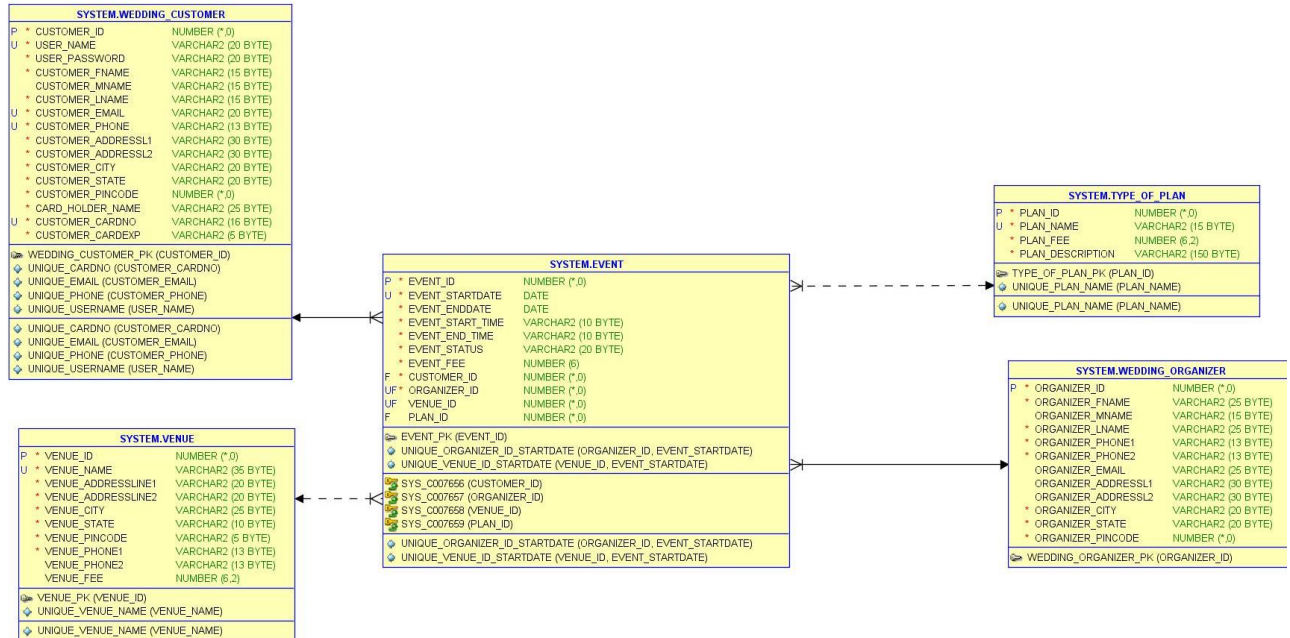 SYSTEM.WEDDING_CUSTOMER
P * CUSTOMER_ID NUMBER (*,0)
U * USER_NAME VARCHAR2 (20 BYTE)
* USER_PASSWORD VARCHAR2 (20 BYTE)
* CUSTOMER_FNAME VARCHAR2 (15 BYTE)
CUSTOMER_MNAME VARCHAR2 (15 BYTE)
* CUSTOMER_LNAME VARCHAR2 (15 BYTE)
U * CUSTOMER_EMAIL VARCHAR2 (20 BYTE)
U * CUSTOMER_PHONE VARCHAR2 (13 BYTE)
* CUSTOMER_ADDRESSL1 VARCHAR2 (30 BYTE)
* CUSTOMER_ADDRESSL2 VARCHAR2 (30 BYTE)
* CUSTOMER_CITY VARCHAR2 (20 BYTE)
* CUSTOMER_STATE VARCHAR2 (20 BYTE)
* CUSTOMER_PINCODE NUMBER (*,0)
* CARD_HOLDER_NAME VARCHAR2 (25 BYTE)
U * CUSTOMER_CARDNO VARCHAR2 (16 BYTE)
* CUSTOMER_CARDEXP VARCHAR2 (5 BYTE)
WEDDING_CUSTOMER_PK (CUSTOMER_ID)
UNIQUE_CARDNO (CUSTOMER_CARDNO)
UNIQUE_EMAIL (CUSTOMER_EMAIL)
UNIQUE_PHONE (CUSTOMER_PHONE)
UNIQUE_USERNAME (USER_NAME)
UNIQUE_CARDNO (CUSTOMER_CARDNO)
UNIQUE_EMAIL (CUSTOMER_EMAIL)
UNIQUE_PHONE (CUSTOMER_PHONE)
UNIQUE_USERNAME (USER_NAME)
SYSTEM.VENUE
P * VENUE_ID NUMBER (*,0)
U * VENUE_NAME VARCHAR2 (35 BYTE)
* VENUE_ADDRESSLINE1 VARCHAR2 (20 BYTE)
* VENUE_ADDRESSLINE2 VARCHAR2 (20 BYTE)
* VENUE_CITY VARCHAR2 (25 BYTE)
* VENUE_STATE VARCHAR2 (10 BYTE)
* VENUE_PINCODE VARCHAR2 (5 BYTE)
* VENUE_PHONE1 VARCHAR2 (13 BYTE)
VENUE_PHONE2 VARCHAR2 (13 BYTE)
VENUE_FEE NUMBER (6,2)
VENUE_PK (VENUE_ID)
UNIQUE_VENUE_NAME (VENUE_NAME)
UNIQUE_VENUE_NAME (VENUE_NAME)
SYSTEM.EVENT
P * EVENT_ID NUMBER (*,0)
U * EVENT_STARTDATE DATE
* EVENT_ENDDATE DATE
* EVENT_START_TIME VARCHAR2 (10 BYTE)
* EVENT_END_TIME VARCHAR2 (10 BYTE)
* EVENT_STATUS VARCHAR2 (20 BYTE)
* EVENT_FEE NUMBER (6)
F * CUSTOMER_ID NUMBER (*,0)
UF * ORGANIZER_ID NUMBER (*,0)
UF VENUE_ID NUMBER (*,0)
F PLAN_ID NUMBER (*,0)
EVENT_PK (EVENT_ID)
UNIQUE_ORGANIZER_ID_STARTDATE (ORGANIZER_ID, EVENT_STARTDATE)
UNIQUE_VENUE_ID_STARTDATE (VENUE_ID, EVENT_STARTDATE)
SYS_C007656 (CUSTOMER_ID)
SYS_C007657 (ORGANIZER_ID)
SYS_C007658 (VENUE_ID)
SYS_C007659 (PLAN_ID)
UNIQUE_ORGANIZER_ID_STARTDATE (ORGANIZER_ID, EVENT_STARTDATE)
UNIQUE_VENUE_ID_STARTDATE (VENUE_ID, EVENT_STARTDATE)
SYSTEM.TYPE_OF_PLAN
P * PLAN_ID NUMBER (*,0)
U * PLAN_NAME VARCHAR2 (15 BYTE)
* PLAN_FEE NUMBER (6,2)
* PLAN_DESCRIPTION VARCHAR2 (150 BYTE)
TYPE_OF_PLAN_PK (PLAN_ID)
UNIQUE_PLAN_NAME (PLAN_NAME)
UNIQUE_PLAN_NAME (PLAN_NAME)
SYSTEM.WEDDING_ORGANIZER
P * ORGANIZER_ID NUMBER (*,0)
* ORGANIZER_FNAME VARCHAR2 (25 BYTE)
ORGANIZER_MNAME VARCHAR2 (15 BYTE)
* ORGANIZER_LNAME VARCHAR2 (25 BYTE)
* ORGANIZER_PHONE1 VARCHAR2 (13 BYTE)
* ORGANIZER_PHONE2 VARCHAR2 (13 BYTE)
ORGANIZER_EMAIL VARCHAR2 (25 BYTE)
ORGANIZER_ADDRESSL1 VARCHAR2 (30 BYTE)
ORGANIZER_ADDRESSL2 VARCHAR2 (30 BYTE)
* ORGANIZER_CITY VARCHAR2 (20 BYTE)
* ORGANIZER_STATE VARCHAR2 (20 BYTE)
* ORGANIZER_PINCODE NUMBER (*,0)
WEDDING_ORGANIZER_PK (ORGANIZER_ID)